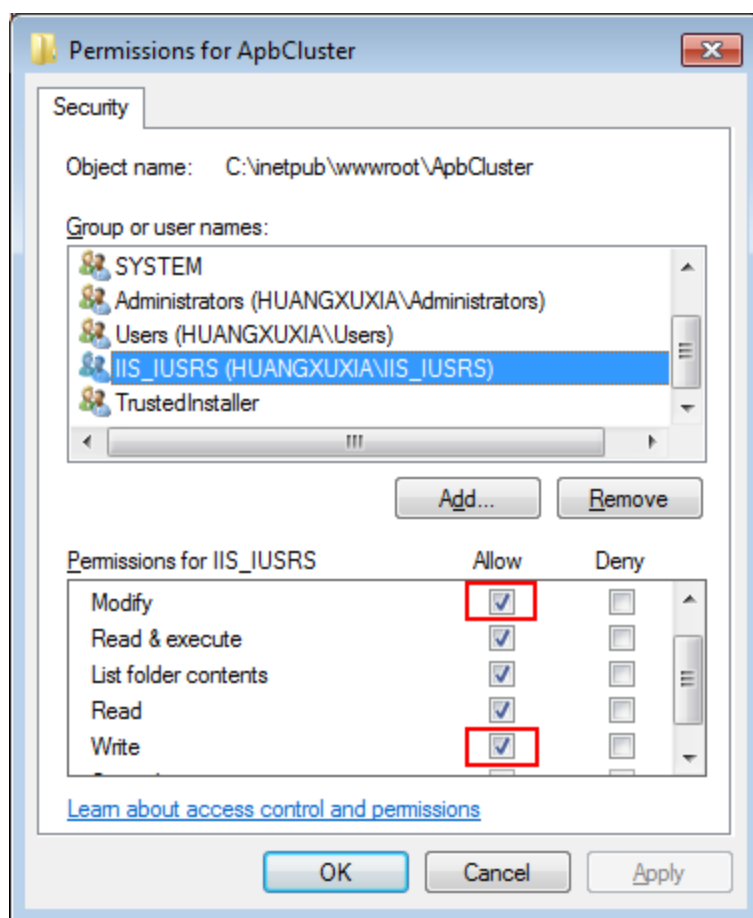 Permissions for ApbCluster
Security
Object name: C:\inetpub\wwwroot\ApbCluster
Group or user names:
SYSTEM
Administrators (HUANGXUXIA\Administrators)
Users (HUANGXUXIA\Users)
IIS_IUSRS (HUANGXUXIA\IIS_IUSRS)
TrustedInstaller
Add... Remove
Permissions for IIS_IUSRS Allow Deny
Modify
Read & execute
List folder contents
Read
Write
Learn about access control and permissions
OK Cancel Apply